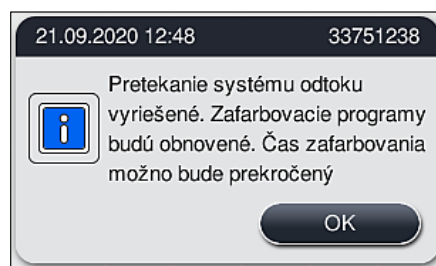 21.09.2020 12:48 33751238
Pretekanie systému odtoku
vyriešené. Zafarbovacie programy
budú obnovené. Čas zafarbovania
možno bude prekročený
OK